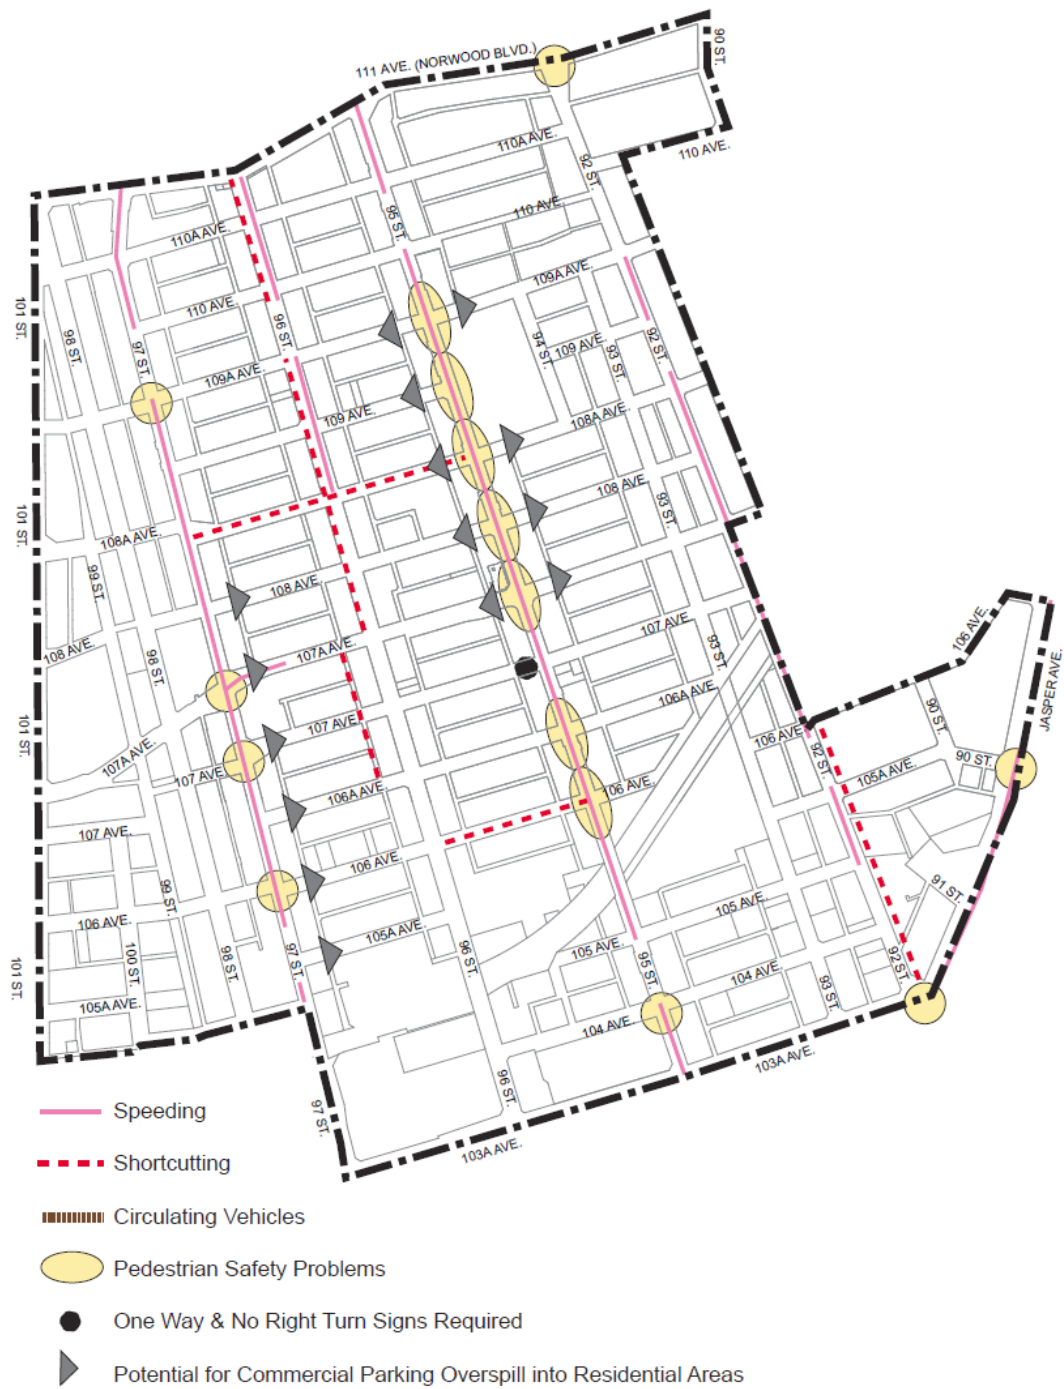 111 AVE. (NORWOOD BLVD.)
90 ST.
110A AVE.
110 AVE.
92 ST.
110 AVE.
95 ST.
110A AVE.
109A AVE.
101 ST.
110 AVE.
98 ST.
97 ST.
96 ST.
94 ST.
109 AVE.
93 ST.
92 ST.
109A AVE.
109 AVE.
108A AVE.
108 AVE.
93 ST.
101 ST.
108A AVE.
99 ST.
108 AVE.
107 AVE.
106 AVE.
108 AVE.
98 ST.
107A AVE.
93 ST.
JASPER AVE.
106A AVE.
90 ST.
101 ST.
107 AVE.
106 AVE.
107A AVE.
92 ST.
90 ST.
107 AVE.
105A AVE.
106A AVE.
106 AVE.
107 AVE.
106 AVE.
99 ST.
91 ST.
105 AVE.
106 AVE.
105A AVE.
105 AVE.
101 ST.
100 ST.
98 ST.
97 ST.
96 ST.
95 ST.
104 AVE.
93 ST.
92 ST.
105A AVE.
104 AVE.
103A AVE.
96 ST.
97 ST.
103A AVE.
Speeding
Shortcutting
Circulating Vehicles
Pedestrian Safety Problems
One Way & No Right Turn Signs Required
Potential for Commercial Parking Overspill into Residential Areas